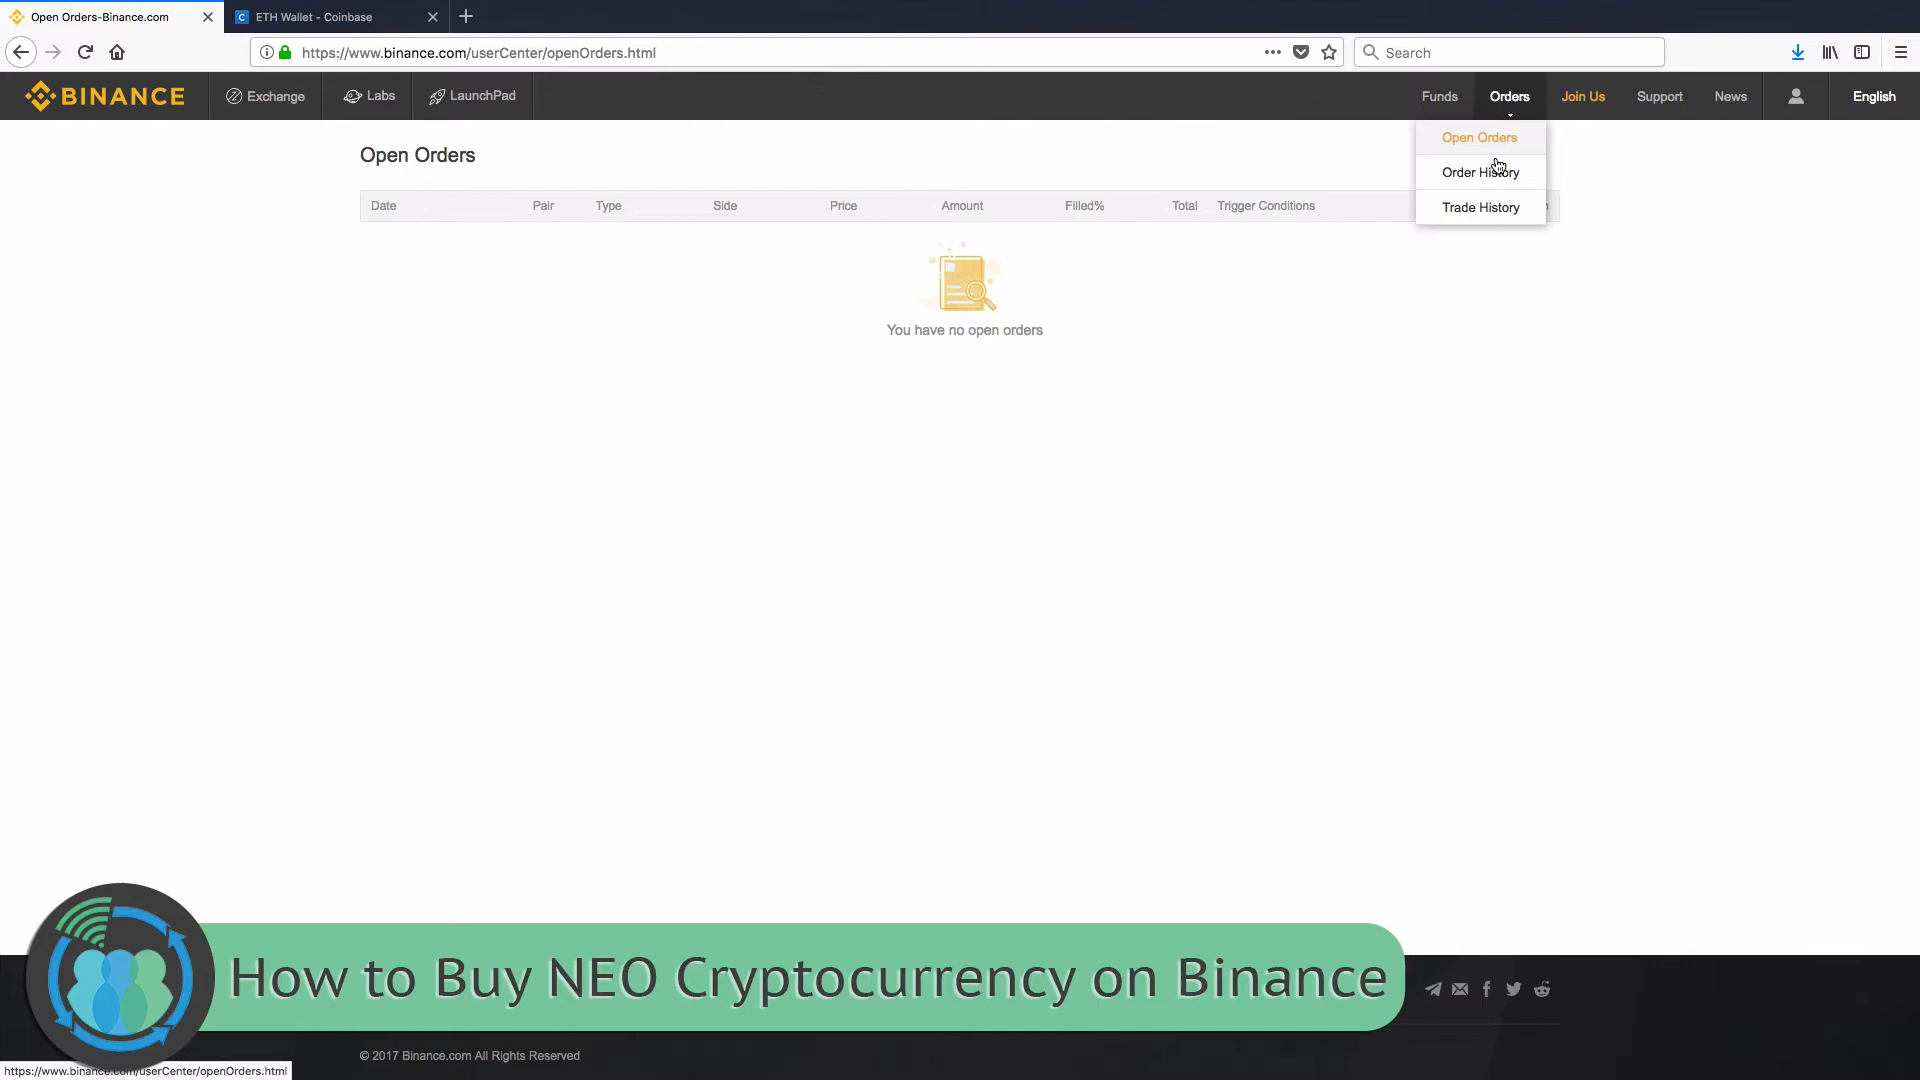 Open Orders-Binance.com
ETH Wallet - Coinbase
https://www.binance.com/userCenter/openOrders.html
Search
BINANCE
Exchange
Labs
LaunchPad
Funds
Orders
Join Us
Support
News
English
Open Orders
Order History
Trade History
Open Orders
Date Pair Type Side Price Amount Filled% Total Trigger Conditions
You have no open orders
How to Buy NEO Cryptocurrency on Binance
© 2017 Binance.com All Rights Reserved
https://www.binance.com/userCenter/openOrders.html